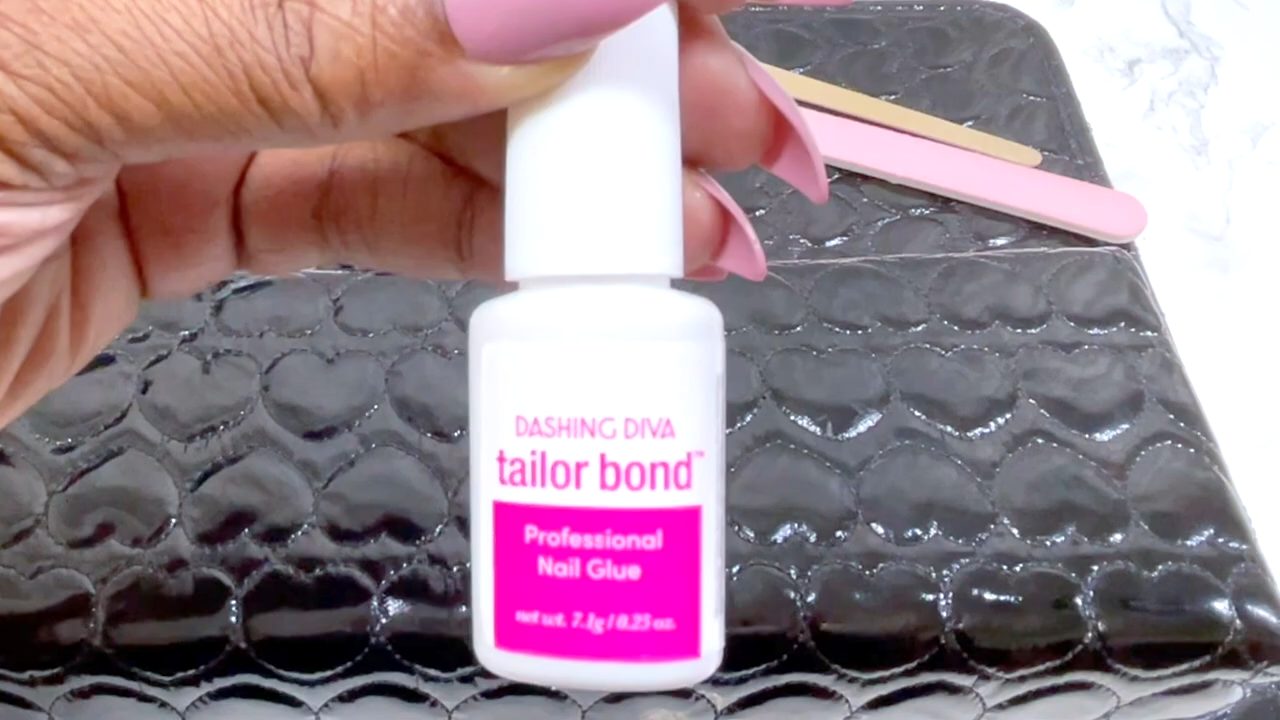 DASHING DIVA
tailor bond™
Professional
Nail Glue
net wt. 7.1g / 0.25 oz.